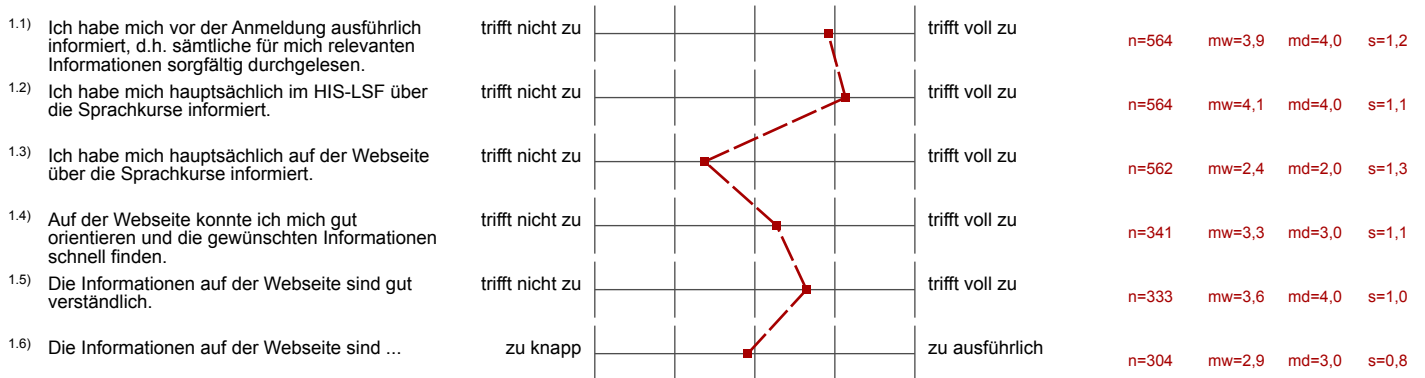 1.1) Ich habe mich vor der Anmeldung ausführlich
informiert, d.h. sämtliche für mich relevanten
Informationen sorgfältig durchgelesen.
trifft nicht zu
trifft voll zu
n=564 mw=3,9 md=4,0 s=1,2
1.2) Ich habe mich hauptsächlich im HIS-LSF über
die Sprachkurse informiert.
trifft nicht zu
trifft voll zu
n=564 mw=4,1 md=4,0 s=1,1
1.3) Ich habe mich hauptsächlich auf der Webseite
über die Sprachkurse informiert.
trifft nicht zu
trifft voll zu
n=562 mw=2,4 md=2,0 s=1,3
1.4) Auf der Webseite konnte ich mich gut
orientieren und die gewünschten Informationen
schnell finden.
trifft nicht zu
trifft voll zu
n=341 mw=3,3 md=3,0 s=1,1
1.5) Die Informationen auf der Webseite sind gut
verständlich.
trifft nicht zu
trifft voll zu
n=333 mw=3,6 md=4,0 s=1,0
1.6) Die Informationen auf der Webseite sind ...
zu knapp
zu ausführlich
n=304 mw=2,9 md=3,0 s=0,8